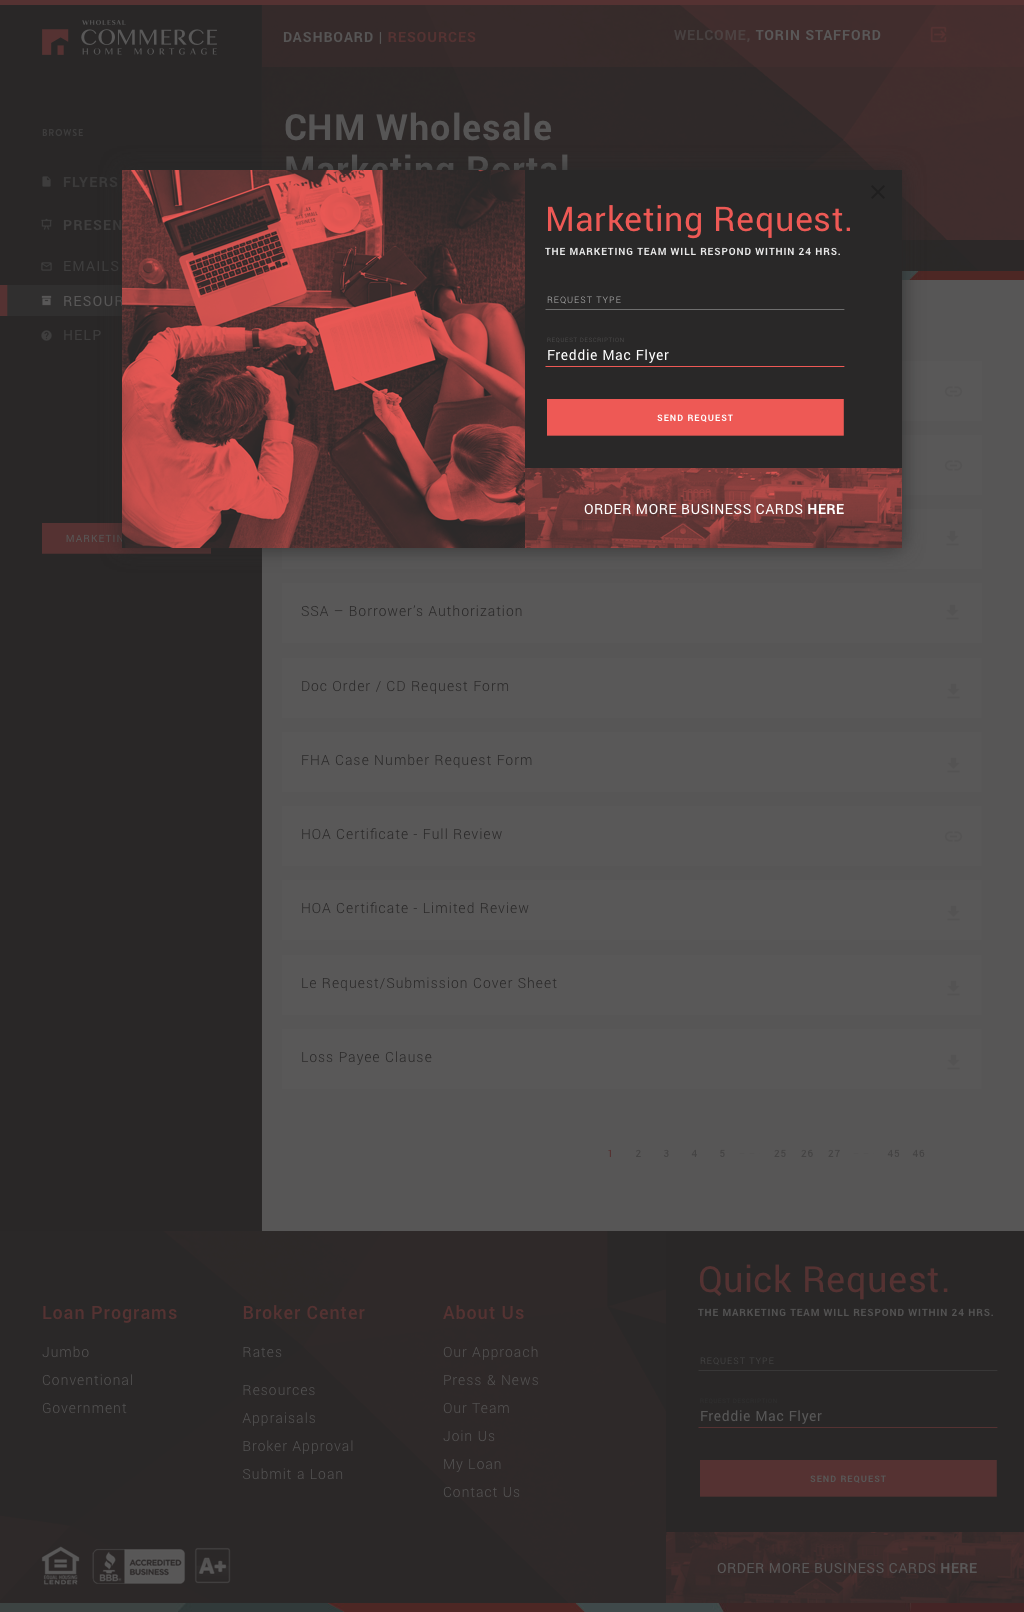 WHOLESAL
COMMERCE
HOME MORTGAGE
DASHBOARD | RESOURCES
WELCOME, TORIN STAFFORD
BROWSE
FLYERS
PRESEN
EMAILS
RESOUR
HELP
MARKETIN
CHM Wholesale
Marketing Portal
World News
Marketing Request.
THE MARKETING TEAM WILL RESPOND WITHIN 24 HRS.
REQUEST TYPE
REQUEST DESCRIPTION
Freddie Mac Flyer
SEND REQUEST
ORDER MORE BUSINESS CARDS HERE
SSA – Borrower's Authorization
Doc Order / CD Request Form
FHA Case Number Request Form
HOA Certificate - Full Review
HOA Certificate - Limited Review
Le Request/Submission Cover Sheet
Loss Payee Clause
1 2 3 4 5 25 26 27 45 46
Loan Programs
Jumbo
Conventional
Government
Broker Center
Rates
Resources
Appraisals
Broker Approval
Submit a Loan
About Us
Our Approach
Press & News
Our Team
Join Us
My Loan
Contact Us
Quick Request.
THE MARKETING TEAM WILL RESPOND WITHIN 24 HRS.
REQUEST TYPE
Freddie Mac Flyer
SEND REQUEST
ORDER MORE BUSINESS CARDS HERE
EQUAL HOUSING
LENDER
BBB
ACCREDITED
BUSINESS
A+